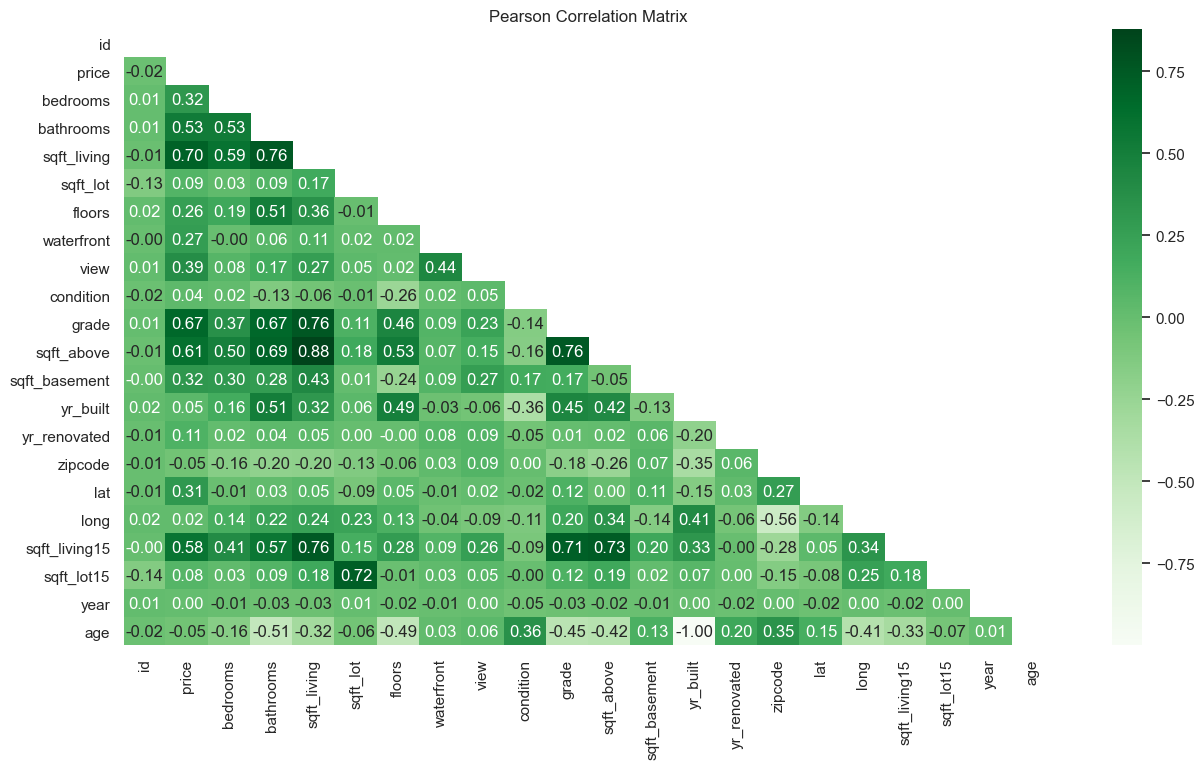 Pearson Correlation Matrix
id
price -0.02
bedrooms 0.01 0.32
bathrooms 0.01 0.53 0.53
sqft_living -0.01 0.70 0.59 0.76
sqft_lot -0.13 0.09 0.03 0.09 0.17
floors 0.02 0.26 0.19 0.51 0.36 -0.01
waterfront -0.00 0.27 -0.00 0.06 0.11 0.02 0.02
view 0.01 0.39 0.08 0.17 0.27 0.05 0.02 0.44
condition -0.02 0.04 0.02 -0.13 -0.06 -0.01 -0.26 0.02 0.05
grade 0.01 0.67 0.37 0.67 0.76 0.11 0.46 0.09 0.23 -0.14
sqft_above -0.01 0.61 0.50 0.69 0.88 0.18 0.53 0.07 0.15 -0.16 0.76
sqft_basement -0.00 0.32 0.30 0.28 0.43 0.01 -0.24 0.09 0.27 0.17 0.17 -0.05
yr_built 0.02 0.05 0.16 0.51 0.32 0.06 0.49 -0.03 -0.06 -0.36 0.45 0.42 -0.13
yr_renovated -0.01 0.11 0.02 0.04 0.05 0.00 -0.00 0.08 0.09 -0.05 0.01 0.02 0.06 -0.20
zipcode -0.01 -0.05 -0.16 -0.20 -0.20 -0.13 -0.06 0.03 0.09 0.00 -0.18 -0.26 0.07 -0.35 0.06
lat -0.01 0.31 -0.01 0.03 0.05 -0.09 0.05 -0.01 0.02 -0.02 0.12 0.00 0.11 -0.15 0.03 0.27
long 0.02 0.02 0.14 0.22 0.24 0.23 0.13 -0.04 -0.09 -0.11 0.20 0.34 -0.14 0.41 -0.06 -0.56 -0.14
sqft_living15 -0.00 0.58 0.41 0.57 0.76 0.15 0.28 0.09 0.26 -0.09 0.71 0.73 0.20 0.33 -0.00 -0.28 0.05 0.34
sqft_lot15 -0.14 0.08 0.03 0.09 0.18 0.72 -0.01 0.03 0.05 -0.00 0.12 0.19 0.02 0.07 0.00 -0.15 -0.08 0.25 0.18
year 0.01 0.00 -0.01 -0.03 -0.03 0.01 -0.02 -0.01 0.00 -0.05 -0.03 -0.02 -0.01 0.00 -0.02 0.00 -0.02 0.00 -0.02 0.00
age -0.02 -0.05 -0.16 -0.51 -0.32 -0.06 -0.49 0.03 0.06 0.36 -0.45 -0.42 0.13 -1.00 0.20 0.35 0.15 -0.41 -0.33 -0.07 0.01
id price bedrooms bathrooms sqft_living sqft_lot floors waterfront view condition grade sqft_above sqft_basement yr_built yr_renovated zipcode lat long sqft_living15 sqft_lot15 year age
0.75
0.50
0.25
0.00
−0.25
−0.50
−0.75